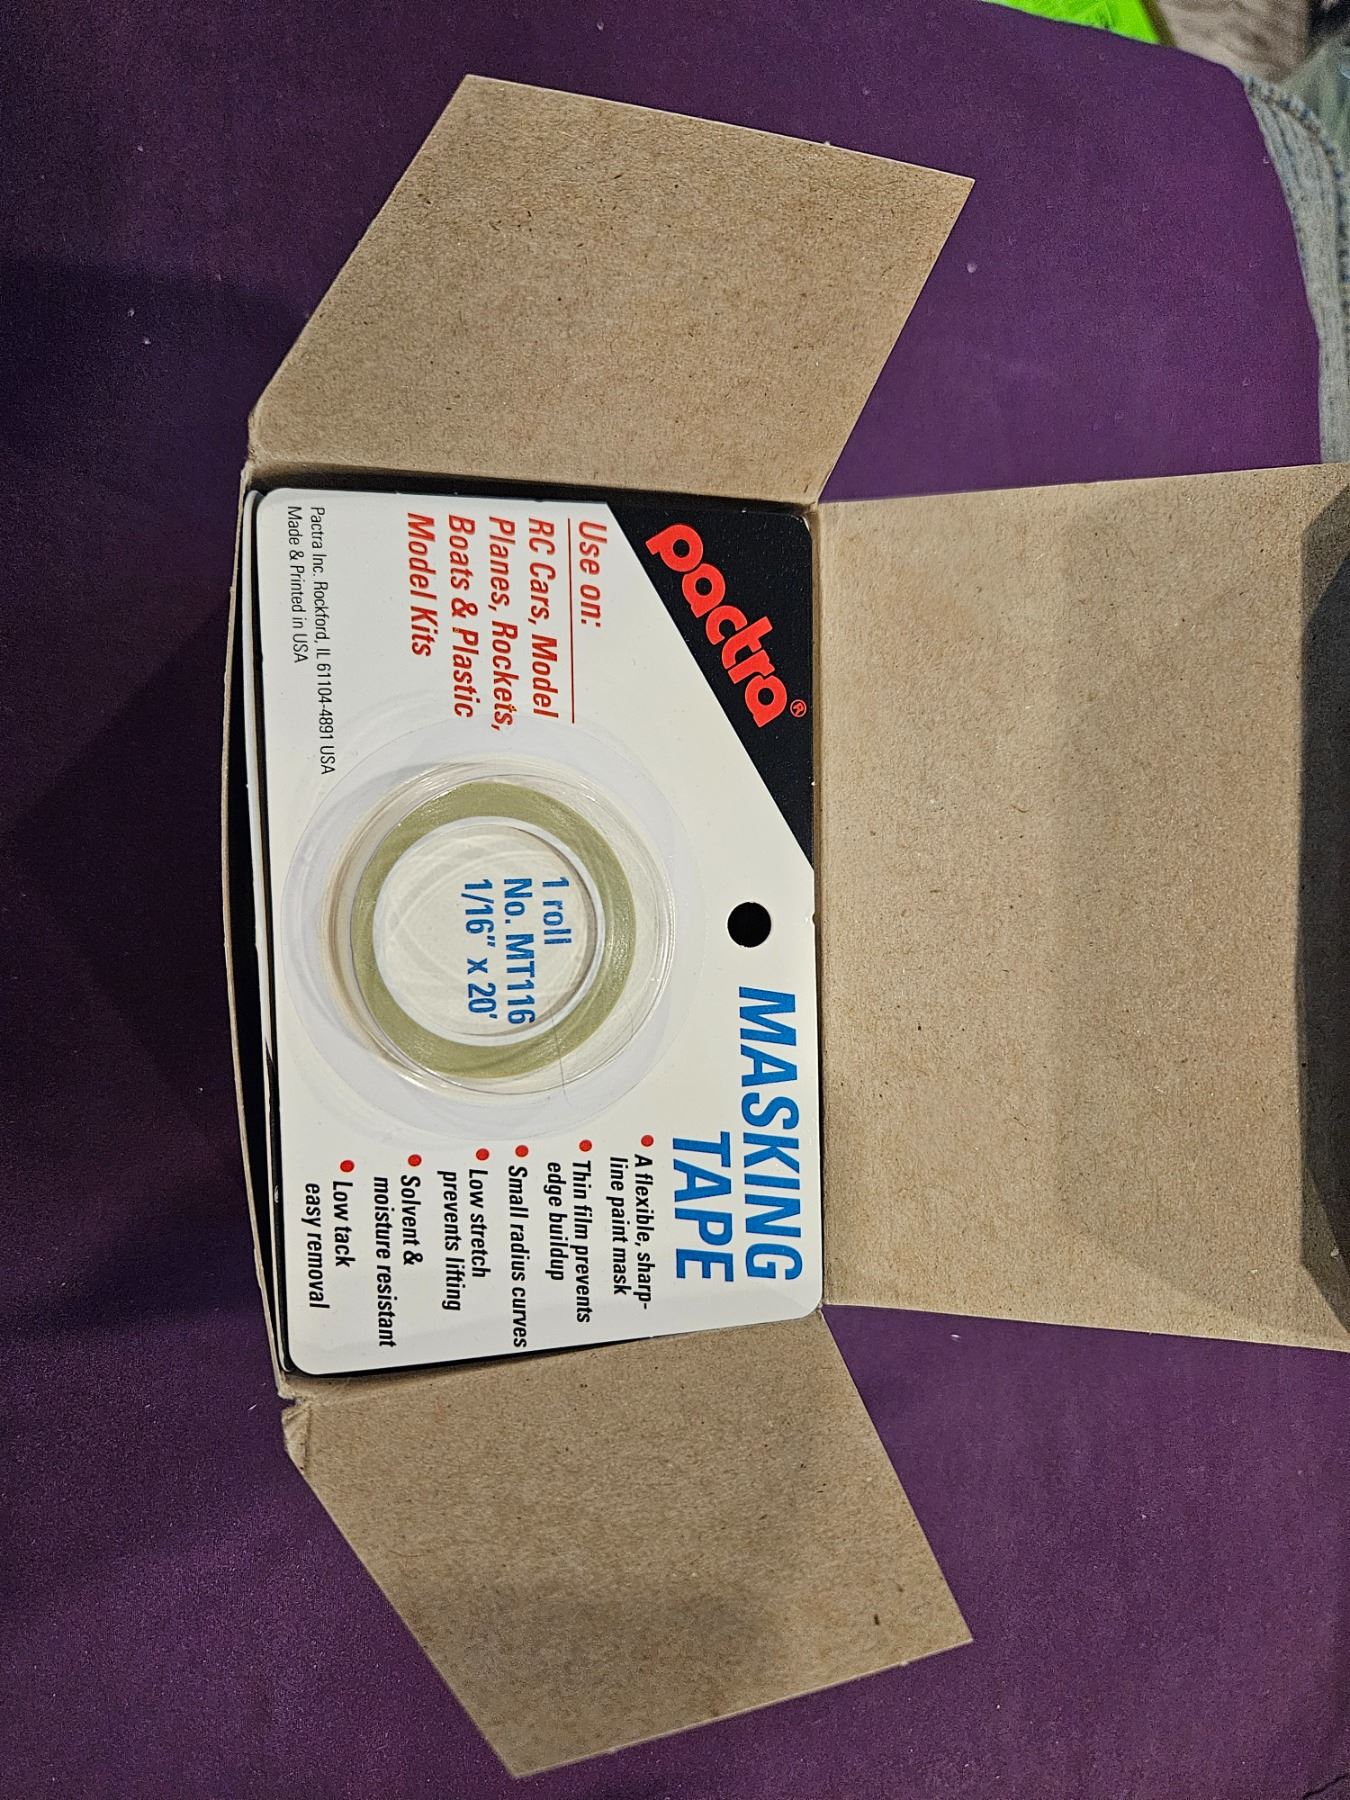 pactra®
MASKING
TAPE
Use on:
RC Cars, Model
Planes, Rockets,
Boats & Plastic
Model Kits
1 roll
No. MT116
1/16" x 20'
• A flexible, sharp-
line paint mask
• Thin film prevents
edge buildup
• Small radius curves
• Low stretch
prevents lifting
• Solvent &
moisture resistant
• Low tack
easy removal
Pactra Inc. Rockford, IL 61104-4891 USA
Made & Printed in USA